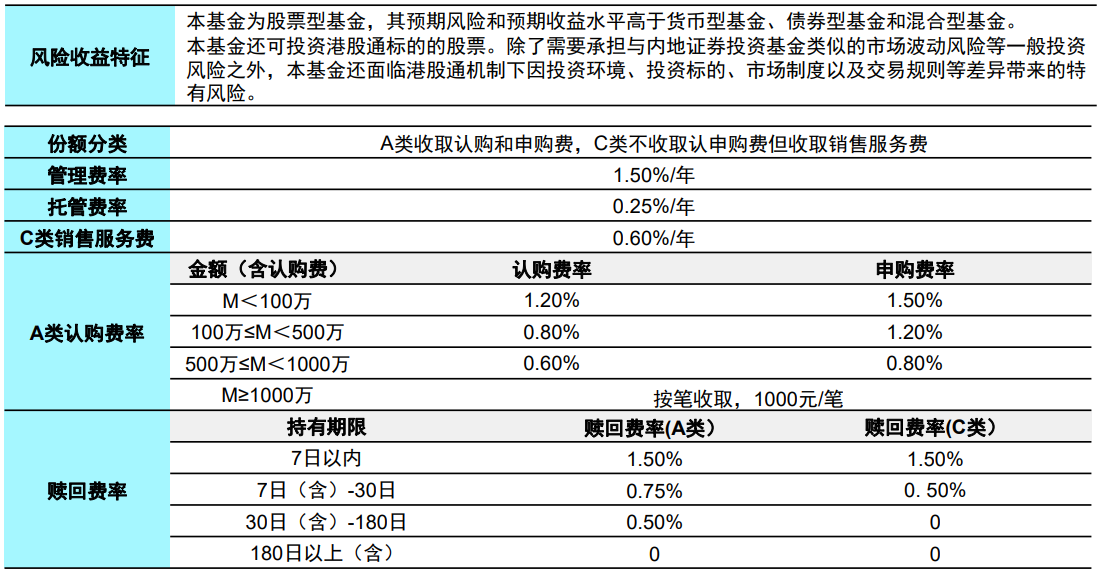 风险收益特征
本基金为股票型基金，其预期风险和预期收益水平高于货币型基金、债券型基金和混合型基金。
本基金还可投资港股通标的的股票。除了需要承担与内地证券投资基金类似的市场波动风险等一般投资
风险之外，本基金还面临港股通机制下因投资环境、投资标的、市场制度以及交易规则等差异带来的特
有风险。
份额分类 A类收取认购和申购费，C类不收取认申购费但收取销售服务费
管理费率 1.50%/年
托管费率 0.25%/年
C类销售服务费 0.60%/年
A类认购费率
金额（含认购费） 认购费率 申购费率
M＜100万 1.20% 1.50%
100万≤M＜500万 0.80% 1.20%
500万≤M＜1000万 0.60% 0.80%
M≥1000万 按笔收取，1000元/笔
赎回费率
持有期限 赎回费率(A类） 赎回费率(C类）
7日以内 1.50% 1.50%
7日（含）-30日 0.75% 0. 50%
30日（含）-180日 0.50% 0
180日以上（含） 0 0